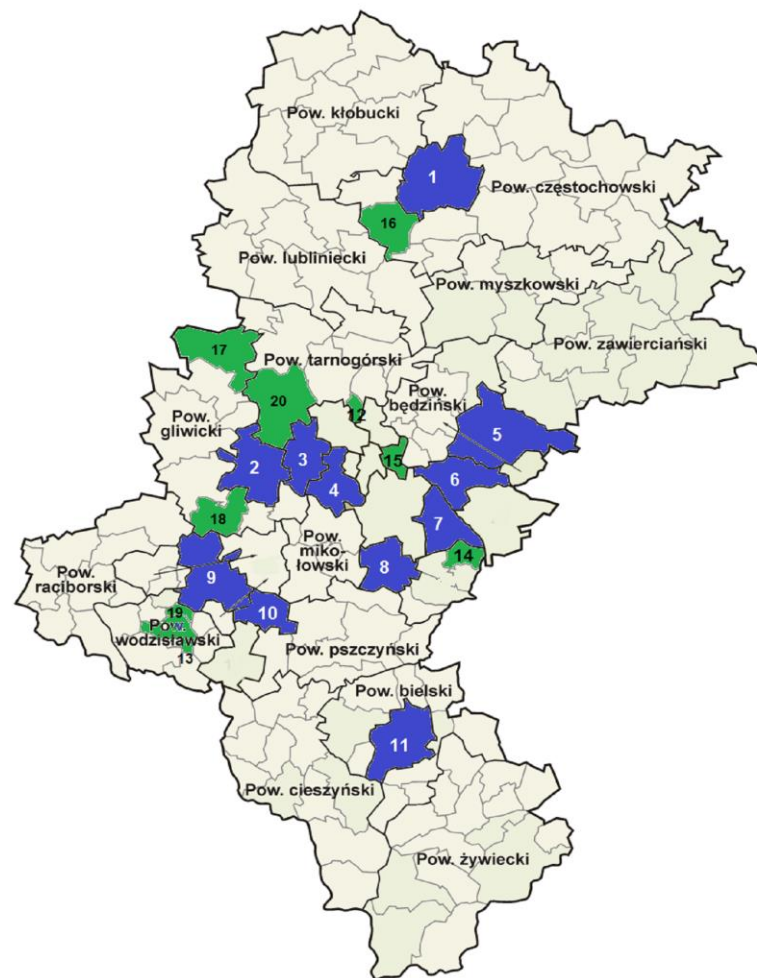 Pow. kłobucki
1
Pow. częstochowski
16
Pow. lubliniecki
Pow. myszkowski
17
Pow. tarnogórski
Pow. zawierciański
Pow.
będziński
20
12
Pow.
gliwicki
5
3
15
2
6
4
18
7
Pow.
miko-
łowski
14
8
Pow.
raciborski
9
19
10
Pow.
wodzisławski
13
Pow. pszczyński
Pow. bielski
11
Pow. cieszyński
Pow. żywiecki